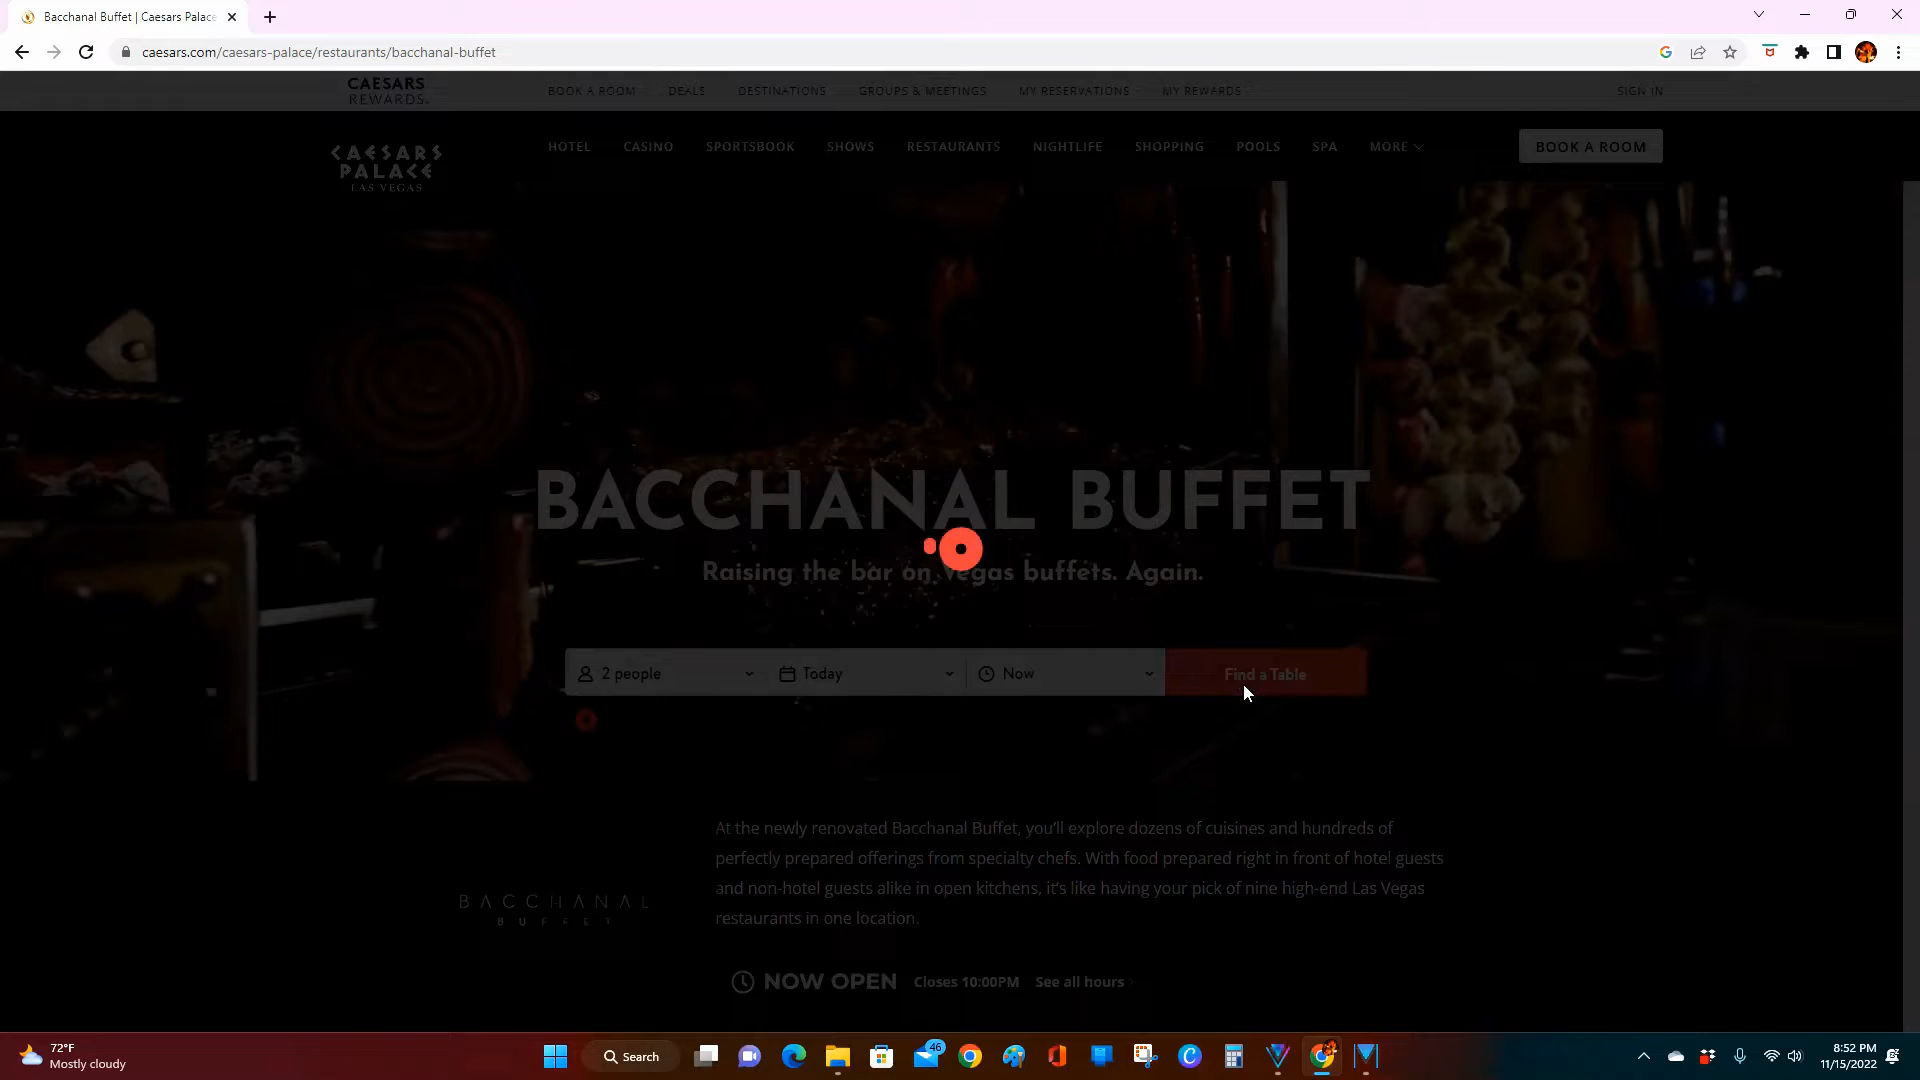 Bacchanal Buffet | Caesars Palace
caesars.com/caesars-palace/restaurants/bacchanal-buffet
CAESARS
REWARDS
BOOK A ROOM DEALS DESTINATIONS GROUPS & MEETINGS MY RESERVATIONS MY REWARDS SIGN IN
CAESARS
PALACE
LAS VEGAS
HOTEL CASINO SPORTSBOOK SHOWS RESTAURANTS NIGHTLIFE SHOPPING POOLS SPA MORE BOOK A ROOM
BACCHANAL BUFFET
Raising the bar on Vegas buffets. Again.
2 people Today Now Find a Table
At the newly renovated Bacchanal Buffet, you’ll explore dozens of cuisines and hundreds of
perfectly prepared offerings from specialty chefs. With food prepared right in front of hotel guests
and non-hotel guests alike in open kitchens, it’s like having your pick of nine high-end Las Vegas
restaurants in one location.
BACCHANAL
BUFFET
NOW OPEN Closes 10:00PM See all hours
72°F
Mostly cloudy
Search
46
8:52 PM
11/15/2022